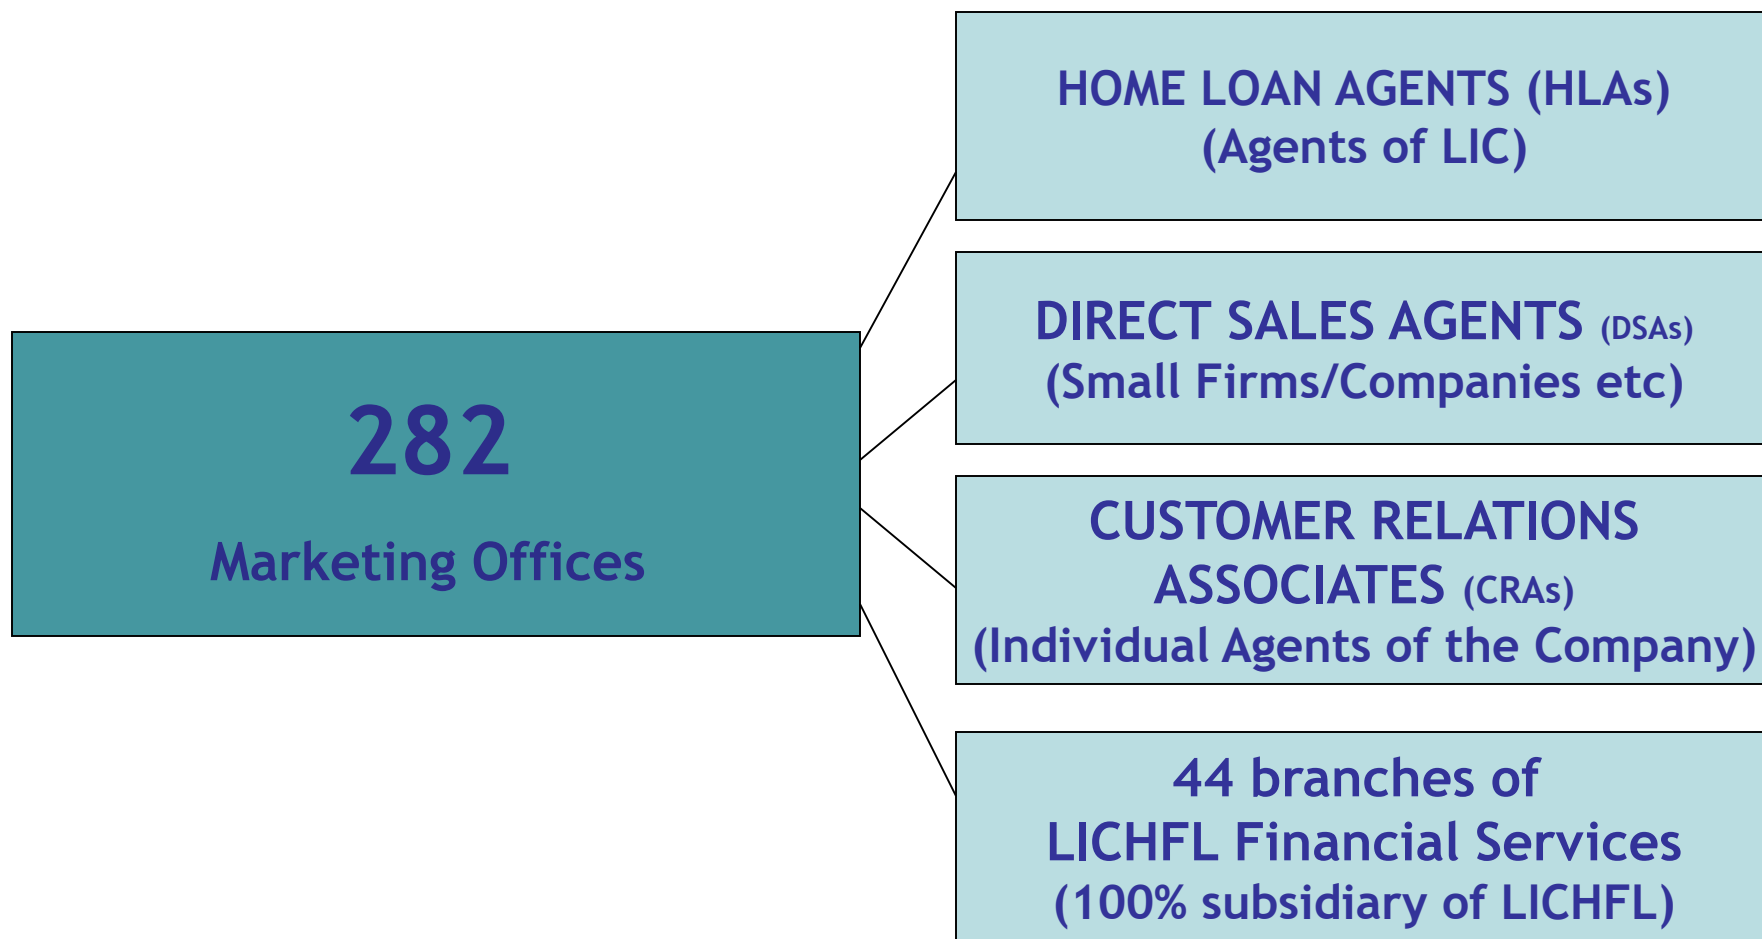 282
Marketing Offices
HOME LOAN AGENTS (HLAs)
(Agents of LIC)
DIRECT SALES AGENTS (DSAs)
(Small Firms/Companies etc)
CUSTOMER RELATIONS
ASSOCIATES (CRAs)
(Individual Agents of the Company)
44 branches of
LICHFL Financial Services
(100% subsidiary of LICHFL)